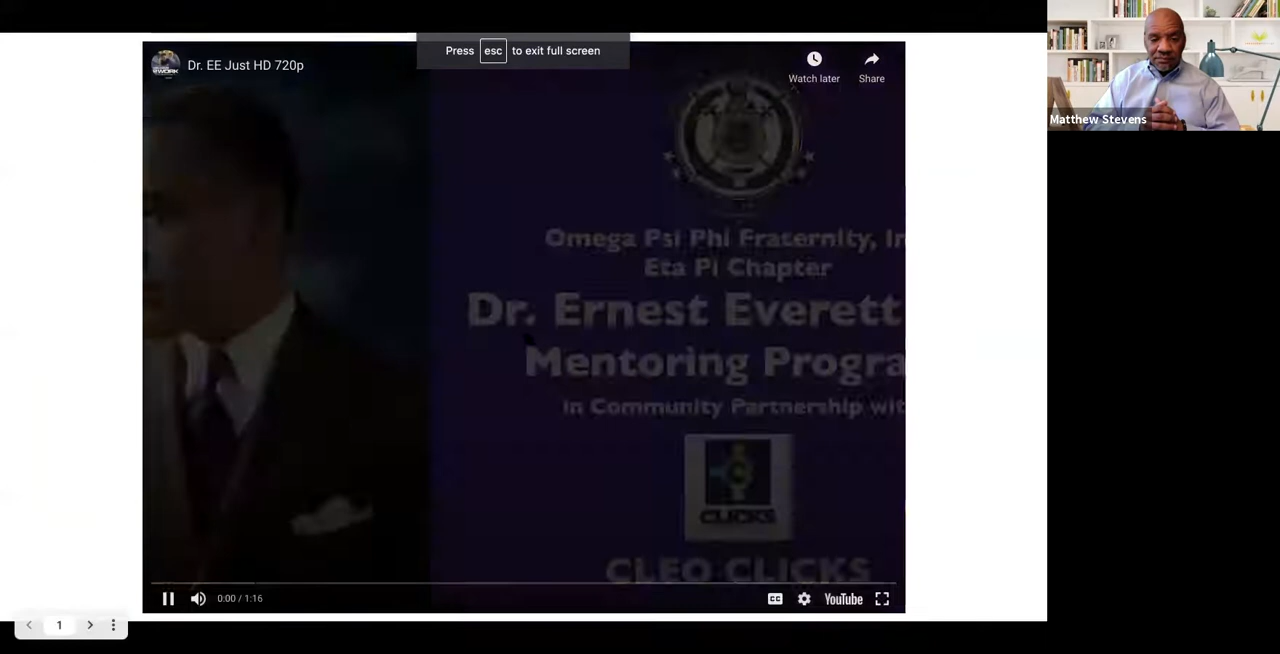 Press esc to exit full screen
Dr. EE Just HD 720p
Watch later
Share
Matthew Stevens
Omega Psi Phi Fraternity, In
Eta Pi Chapter
Dr. Ernest Everett
Mentoring Progra
in Community Partnership wit
CLICKS
CLEO CLICKS
0:00 / 1:16
CC
YouTube
1